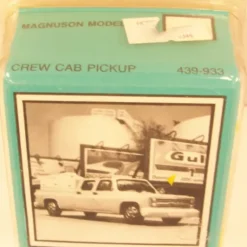 MAGNUSON MODEL
CREW CAB PICKUP 439-933
Gul